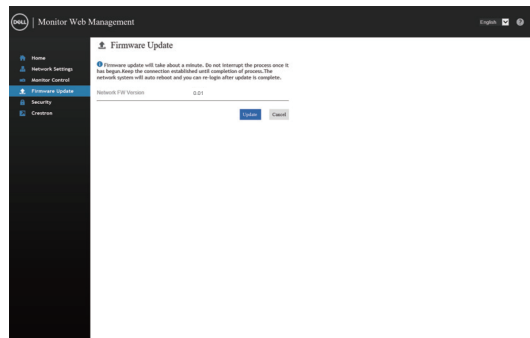 DELL | Monitor Web Management
English
Firmware Update
Home
Network Settings
Monitor Control
Firmware Update
Security
Crestron
Firmware update will take about a minute. Do not interrupt the process once it
has begun.Keep the connection established until completion of process.The
network system will auto reboot and you can re-login after update is complete.
Network FW Version 0.01
Update Cancel